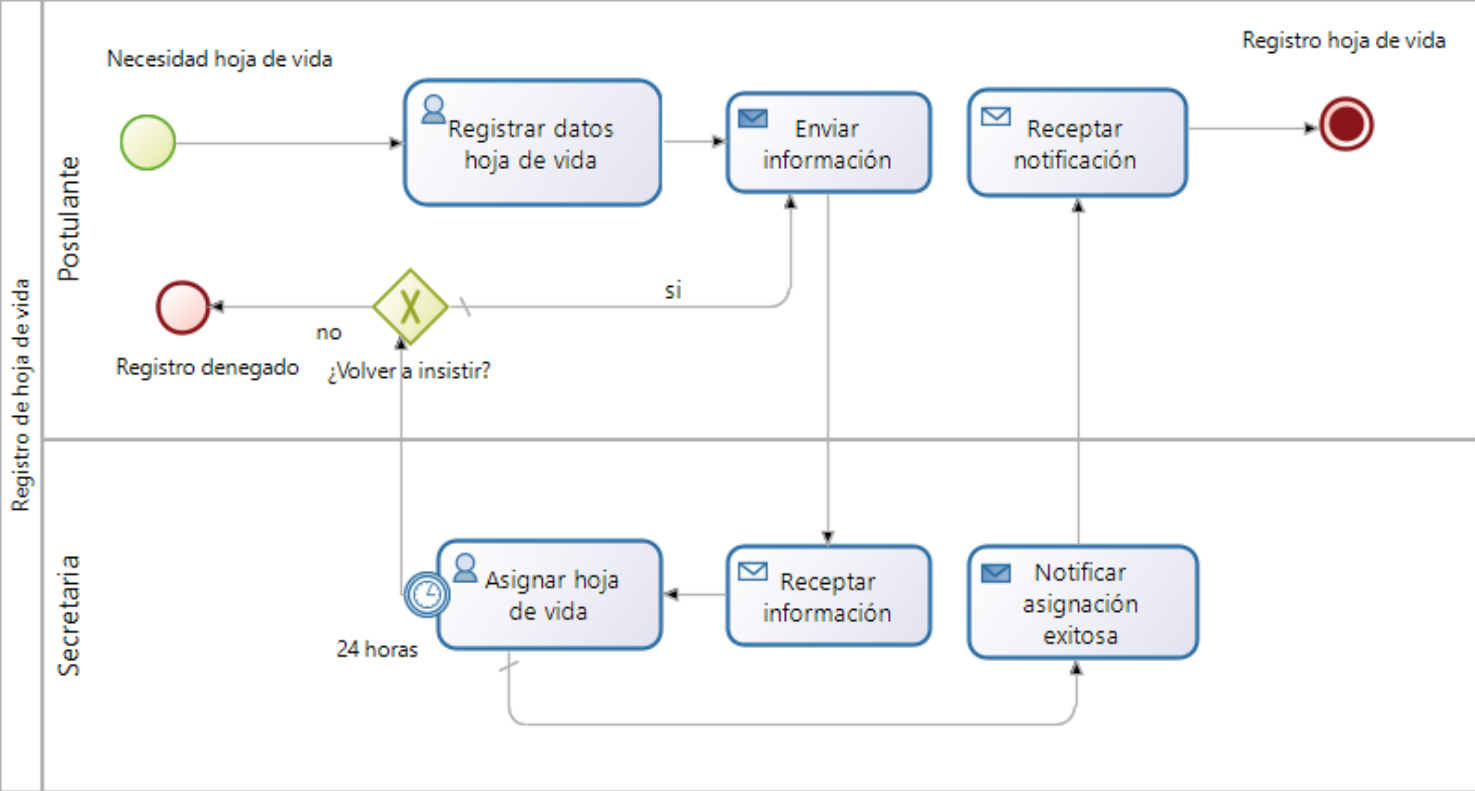 Registro de hoja de vida
Postulante
Necesidad hoja de vida
Registrar datos
hoja de vida
Enviar
información
Receptar
notificación
Registro hoja de vida
Registro denegado
no
¿Volver a insistir?
si
Secretaria
24 horas
Asignar hoja
de vida
Receptar
información
Notificar
asignación
exitosa